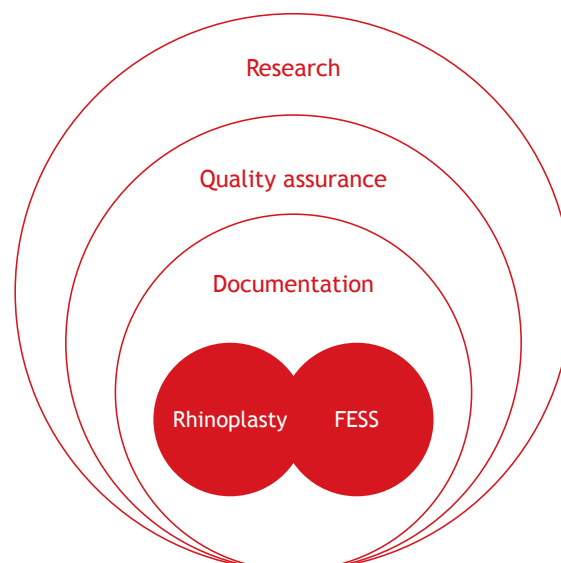 Research
Quality assurance
Documentation
Rhinoplasty
FESS